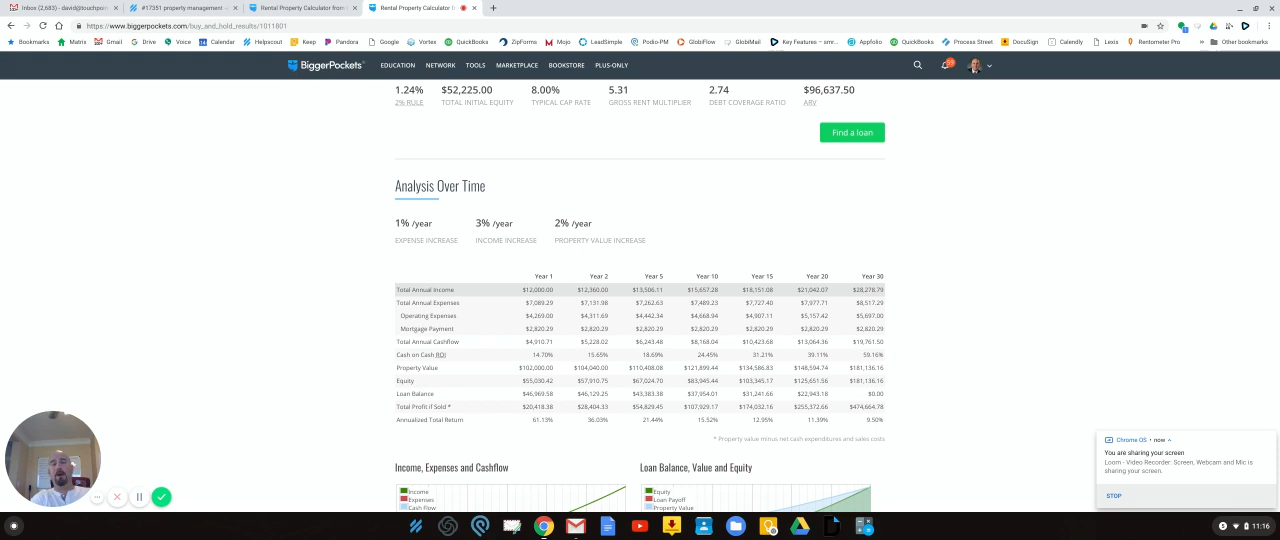 Inbox (2,683) - david@touchpoin
#17351 property management -
Rental Property Calculator from
Rental Property Calculator f
https://www.biggerpockets.com/buy_and_hold_results/1011801
Bookmarks Matrix Gmail Drive Voice Calendar Helpscout Keep Pandora Google Vortex QuickBooks ZipForms Mojo LeadSimple Podio-PM GlobiFlow GlobiMail Key Features – smr... Appfolio QuickBooks Process Street DocuSign Calendly Lexis Rentometer Pro » Other bookmarks
BiggerPockets EDUCATION NETWORK TOOLS MARKETPLACE BOOKSTORE PLUS-ONLY
1.24% $52,225.00 8.00% 5.31 2.74 $96,637.50
2% RULE TOTAL INITIAL EQUITY TYPICAL CAP RATE GROSS RENT MULTIPLIER DEBT COVERAGE RATIO ARV
Find a loan
Analysis Over Time
1% /year 3% /year 2% /year
EXPENSE INCREASE INCOME INCREASE PROPERTY VALUE INCREASE
Year 1 Year 2 Year 5 Year 10 Year 15 Year 20 Year 30
Total Annual Income $12,000.00 $12,360.00 $13,506.11 $15,657.28 $18,151.08 $21,042.07 $28,278.79
Total Annual Expenses $7,089.29 $7,131.98 $7,262.63 $7,489.23 $7,727.40 $7,977.71 $8,517.29
Operating Expenses $4,269.00 $4,311.69 $4,442.34 $4,668.94 $4,907.11 $5,157.42 $5,697.00
Mortgage Payment $2,820.29 $2,820.29 $2,820.29 $2,820.29 $2,820.29 $2,820.29 $2,820.29
Total Annual Cashflow $4,910.71 $5,228.02 $6,243.48 $8,168.04 $10,423.68 $13,064.36 $19,761.50
Cash on Cash ROI 14.70% 15.65% 18.69% 24.45% 31.21% 39.11% 59.16%
Property Value $102,000.00 $104,040.00 $110,408.08 $121,899.44 $134,586.83 $148,594.74 $181,136.16
Equity $55,030.42 $57,910.75 $67,024.70 $83,945.44 $103,345.17 $125,651.56 $181,136.16
Loan Balance $46,969.58 $46,129.25 $43,383.38 $37,954.01 $31,241.66 $22,943.18 $0.00
Total Profit if Sold * $20,418.38 $28,404.33 $54,829.45 $107,929.17 $174,032.16 $255,372.66 $474,664.78
Annualized Total Return 61.13% 36.03% 21.44% 15.52% 12.95% 11.39% 9.50%
* Property value minus net cash expenditures and sales costs
Income, Expenses and Cashflow
Income
Expenses
Cash Flow
Loan Balance, Value and Equity
Equity
Loan Payoff
Property Value
Chrome OS • now
You are sharing your screen
Loom - Video Recorder: Screen, Webcam and Mic is
sharing your screen.
STOP
11:16